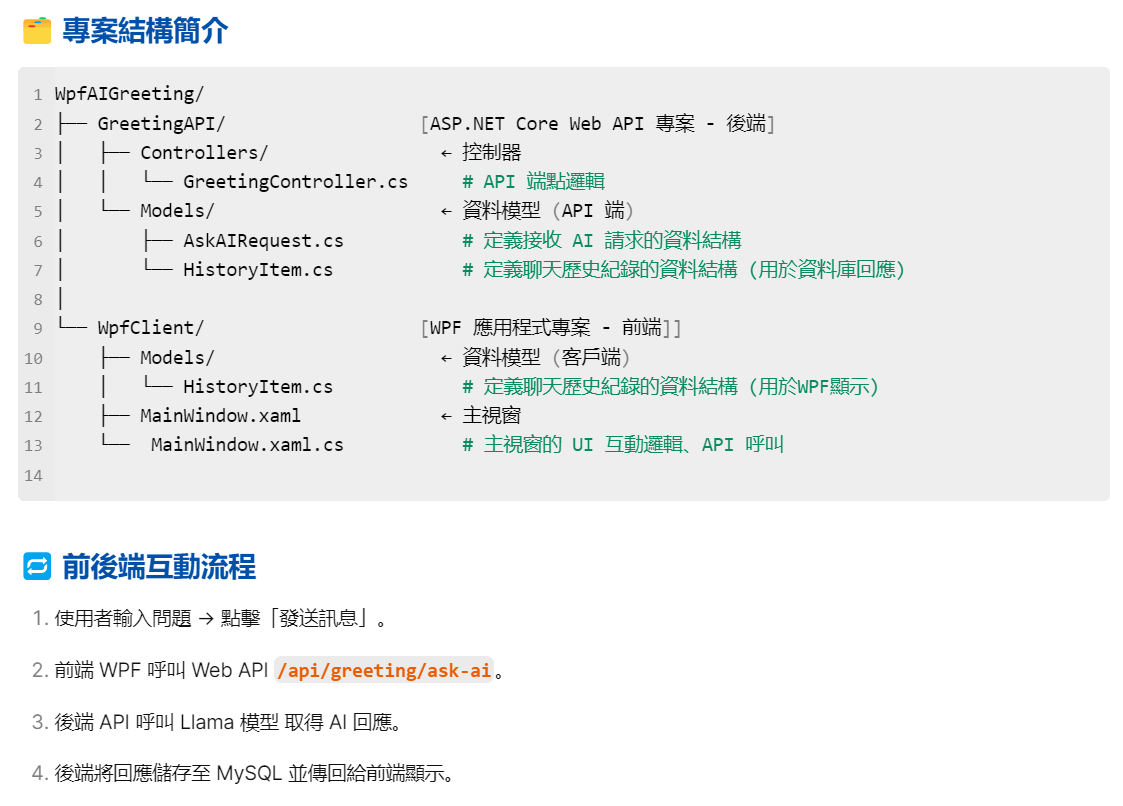 專案結構簡介
1 WpfAIGreeting/
2 ├── GreetingAPI/                  [ASP.NET Core Web API 專案 - 後端]
3 │   ├── Controllers/                ← 控制器
4 │   │   └── GreetingController.cs     # API 端點邏輯
5 │   └── Models/                     ← 資料模型（API 端）
6 │       ├── AskAIRequest.cs           # 定義接收 AI 請求的資料結構
7 │       └── HistoryItem.cs            # 定義聊天歷史紀錄的資料結構 (用於資料庫回應)
8 │
9 └── WpfClient/                    [WPF 應用程式專案 - 前端]]
10     ├── Models/                     ← 資料模型（客戶端）
11     │   └── HistoryItem.cs            # 定義聊天歷史紀錄的資料結構 (用於WPF顯示)
12     ├── MainWindow.xaml             ← 主視窗
13     └──  MainWindow.xaml.cs           # 主視窗的 UI 互動邏輯、API 呼叫
14
前後端互動流程
1. 使用者輸入問題 → 點擊「發送訊息」。
2. 前端 WPF 呼叫 Web API /api/greeting/ask-ai。
3. 後端 API 呼叫 Llama 模型 取得 AI 回應。
4. 後端將回應儲存至 MySQL 並傳回給前端顯示。